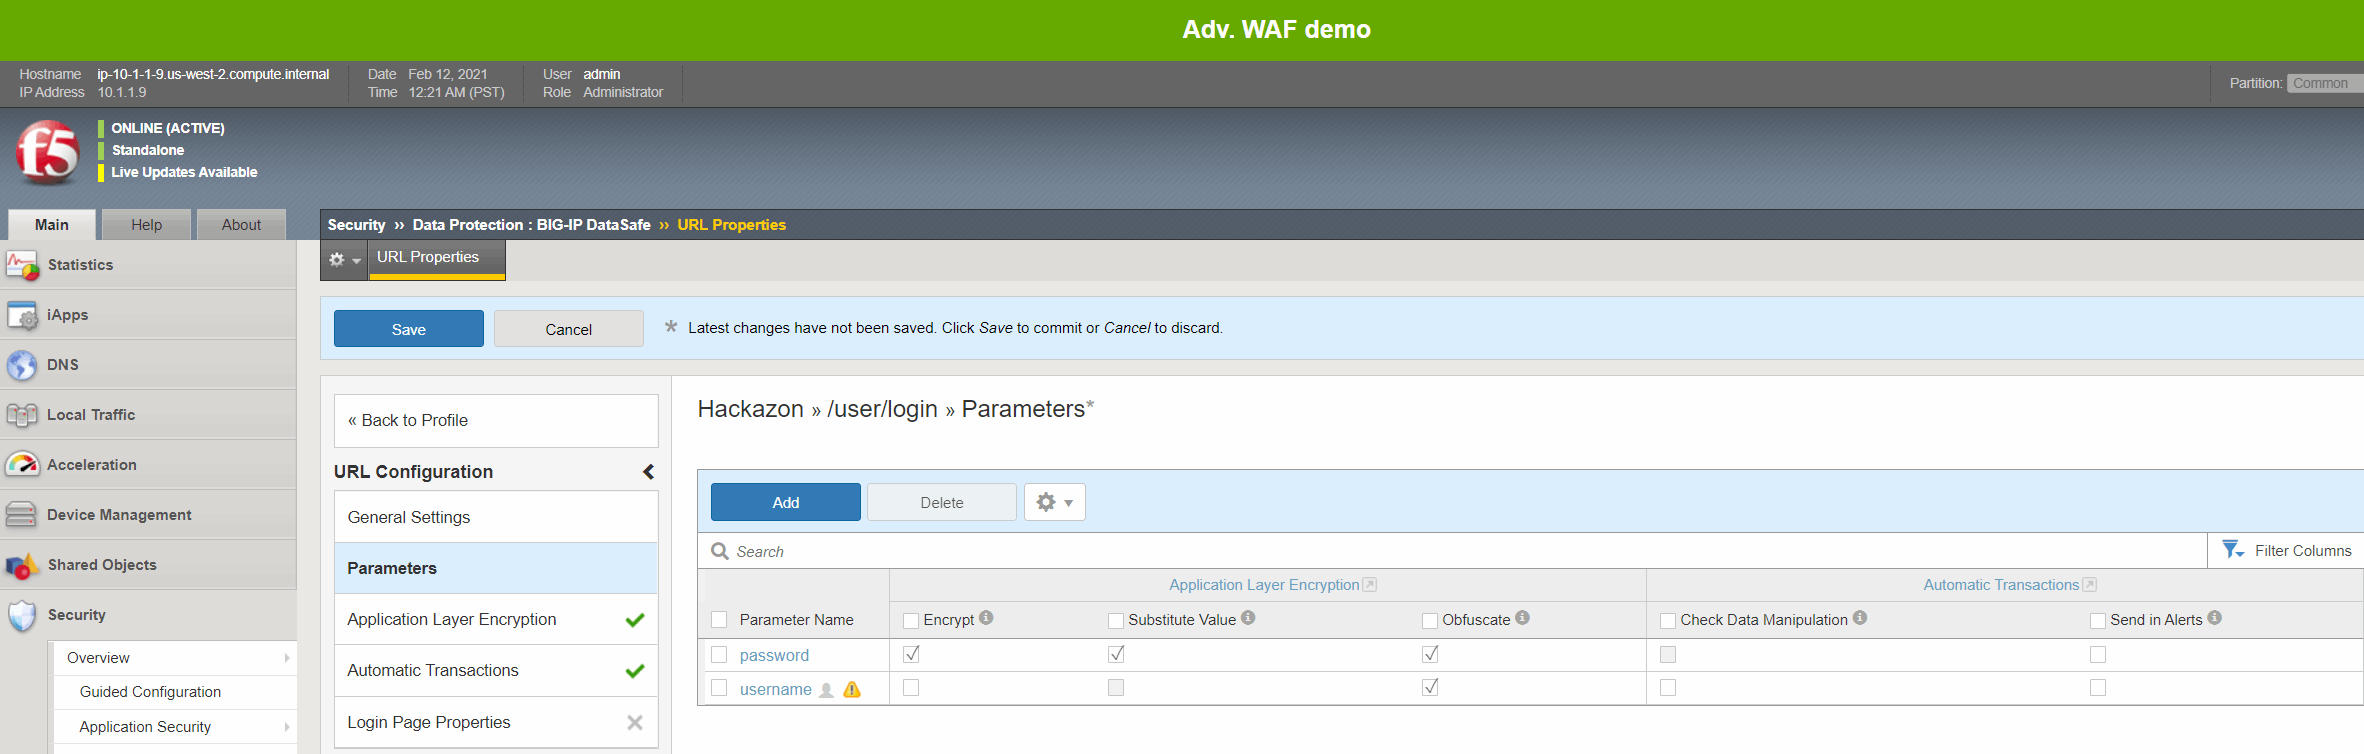 Adv. WAF demo
Hostname ip-10-1-1-9.us-west-2.compute.internal Date Feb 12, 2021 User admin
IP Address 10.1.1.9 Time 12:21 AM (PST) Role Administrator
Partition: Common
f5
ONLINE (ACTIVE)
Standalone
Live Updates Available
Main Help About
Security ›› Data Protection : BIG-IP DataSafe ›› URL Properties
URL Properties
Statistics
iApps
DNS
Local Traffic
Acceleration
Device Management
Shared Objects
Security
Overview
Guided Configuration
Application Security
Save Cancel * Latest changes have not been saved. Click Save to commit or Cancel to discard.
« Back to Profile
URL Configuration
General Settings
Parameters
Application Layer Encryption
Automatic Transactions
Login Page Properties
Hackazon » /user/login » Parameters*
Add Delete
Search Filter Columns
Application Layer Encryption Automatic Transactions
Parameter Name Encrypt Substitute Value Obfuscate Check Data Manipulation Send in Alerts
password
username